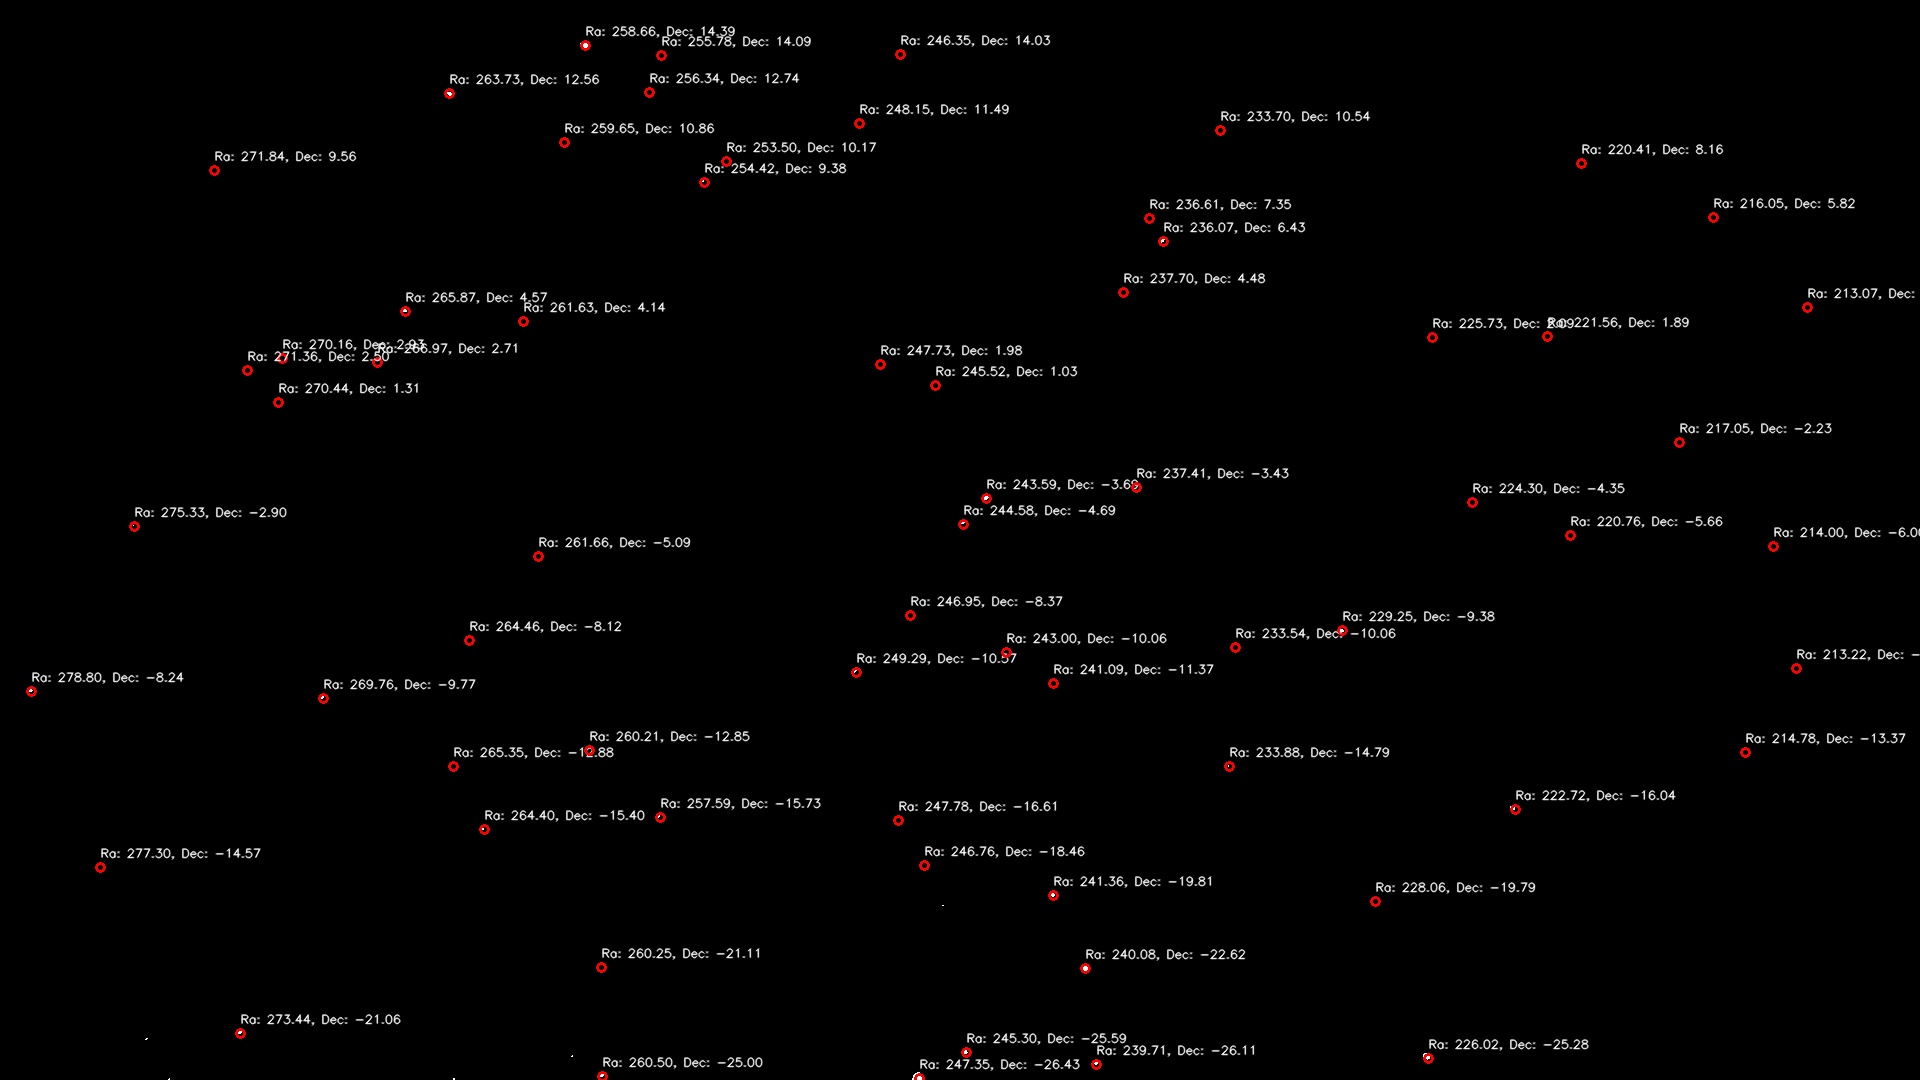 Ra: 258.66, Dec: 14.39
Ra: 255.78, Dec: 14.09
Ra: 246.35, Dec: 14.03
Ra: 263.73, Dec: 12.56
Ra: 256.34, Dec: 12.74
Ra: 248.15, Dec: 11.49
Ra: 233.70, Dec: 10.54
Ra: 259.65, Dec: 10.86
Ra: 253.50, Dec: 10.17
Ra: 220.41, Dec: 8.16
Ra: 271.84, Dec: 9.56
Ra: 254.42, Dec: 9.38
Ra: 236.61, Dec: 7.35
Ra: 216.05, Dec: 5.82
Ra: 236.07, Dec: 6.43
Ra: 237.70, Dec: 4.48
Ra: 265.87, Dec: 4.57
Ra: 213.07, Dec:
Ra: 261.63, Dec: 4.14
Ra: 225.73, Dec: 2.09
Ra: 221.56, Dec: 1.89
Ra: 270.16, Dec: 2.93
Ra: 266.97, Dec: 2.71
Ra: 247.73, Dec: 1.98
Ra: 271.36, Dec: 2.50
Ra: 245.52, Dec: 1.03
Ra: 270.44, Dec: 1.31
Ra: 217.05, Dec: -2.23
Ra: 237.41, Dec: -3.43
Ra: 243.59, Dec:
Ra: 224.30, Dec: -4.35
Ra: 275.33, Dec: -2.90
Ra: 244.58, Dec: -4.69
Ra: 220.76, Dec: -5.66
Ra: 214.00, Dec: -6.00
Ra: 261.66, Dec: -5.09
Ra: 246.95, Dec: -8.37
Ra: 229.25, Dec: -9.38
Ra: 264.46, Dec: -8.12
Ra: 233.54, Dec: -10.06
Ra: 243.00, Dec: -10.06
Ra: 249.29, Dec: -10.57
Ra: 213.22, Dec: -
Ra: 241.09, Dec: -11.37
Ra: 278.80, Dec: -8.24
Ra: 269.76, Dec: -9.77
Ra: 260.21, Dec: -12.85
Ra: 214.78, Dec: -13.37
Ra: 265.35, Dec: -12.88
Ra: 233.88, Dec: -14.79
Ra: 222.72, Dec: -16.04
Ra: 257.59, Dec: -15.73
Ra: 247.78, Dec: -16.61
Ra: 264.40, Dec: -15.40
Ra: 277.30, Dec: -14.57
Ra: 246.76, Dec: -18.46
Ra: 241.36, Dec: -19.81
Ra: 228.06, Dec: -19.79
Ra: 260.25, Dec: -21.11
Ra: 240.08, Dec: -22.62
Ra: 273.44, Dec: -21.06
Ra: 245.30, Dec: -25.59
Ra: 226.02, Dec: -25.28
Ra: 239.71, Dec: -26.11
Ra: 260.50, Dec: -25.00
Ra: 247.35, Dec: -26.43